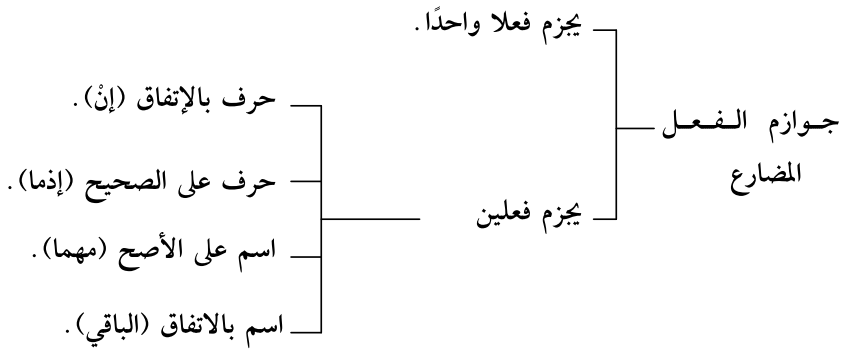 جوازم الفعل
المضارع
يجزم فعلا واحدًا.
يجزم فعلين
حرف بالإتفاق (إنْ).
حرف على الصحيح (إذما).
اسم على الأصح (مهما).
اسم بالاتفاق (الباقي).